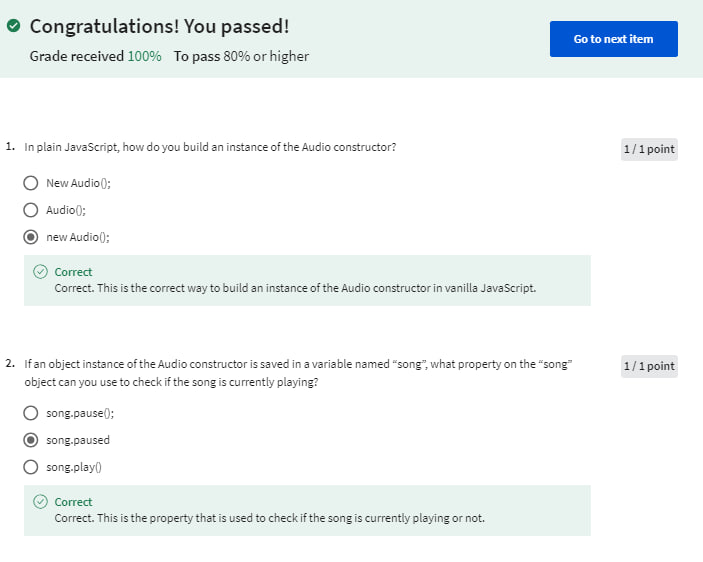 Congratulations! You passed!
Go to next item
Grade received 100% To pass 80% or higher
1. In plain JavaScript, how do you build an instance of the Audio constructor?
1 / 1 point
New Audio();
Audio();
new Audio();
Correct
Correct. This is the correct way to build an instance of the Audio constructor in vanilla JavaScript.
2. If an object instance of the Audio constructor is saved in a variable named “song”, what property on the “song”
1 / 1 point
object can you use to check if the song is currently playing?
song.pause();
song.paused
song.play()
Correct
Correct. This is the property that is used to check if the song is currently playing or not.